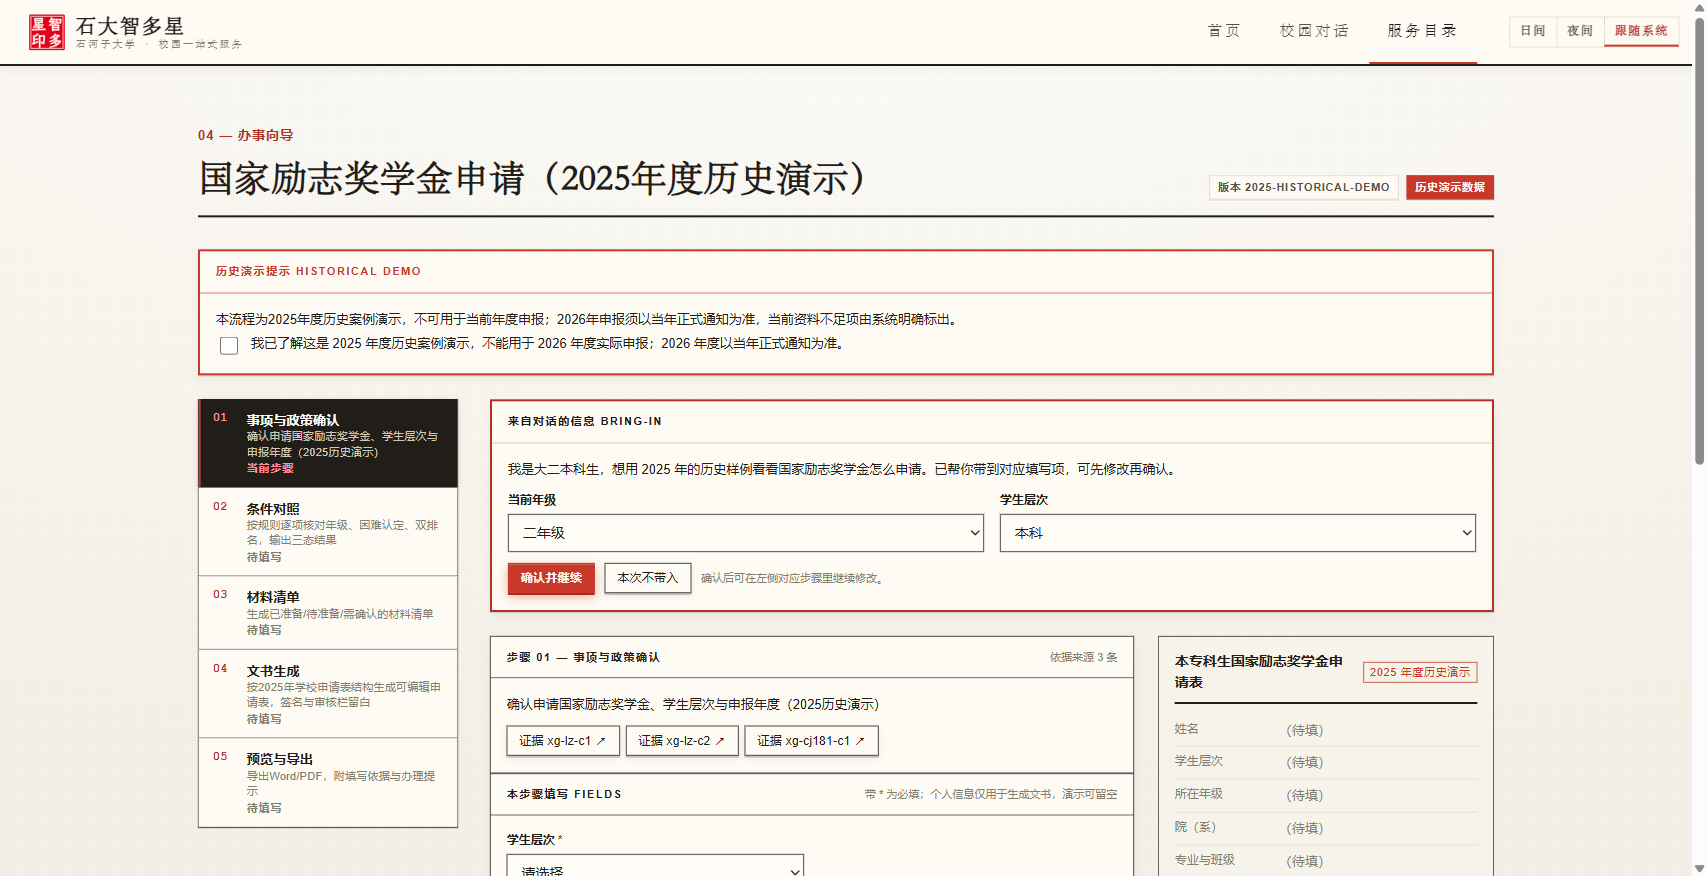 星智
印多
石大智多星
石河子大学 · 校园一站式服务
首页
校园对话
服务目录
日间
夜间
跟随系统
04 — 办事向导
国家励志奖学金申请（2025年度历史演示）
版本 2025-HISTORICAL-DEMO
历史演示数据
历史演示提示 HISTORICAL DEMO
本流程为2025年度历史案例演示，不可用于当前年度申报；2026年申报须以当年正式通知为准，当前资料不足项由系统明确标出。
我已了解这是 2025 年度历史案例演示，不能用于 2026 年度实际申报；2026 年度以当年正式通知为准。
01
事项与政策确认
确认申请国家励志奖学金、学生层次与
申报年度（2025历史演示)
当前步骤
02
条件对照
按规则逐项核对年级、困难认定、双排
名，输出三态结果
待填写
03
材料清单
生成已准备/待准备/需确认的材料清单
待填写
04
文书生成
按2025年学校申请表结构生成可编辑申
请表，签名与审核栏留白
待填写
05
预览与导出
导出Word/PDF，附填写依据与办理提
示
待填写
来自对话的信息 BRING-IN
我是大二本科生，想用 2025 年的历史样例看看国家励志奖学金怎么申请。已帮你带到对应填写项，可先修改再确认。
当前年级
学生层次
二年级
本科
确认并继续
本次不带入
确认后可在左侧对应步骤里继续修改。
步骤 01 — 事项与政策确认
依据来源 3 条
确认申请国家励志奖学金、学生层次与申报年度（2025历史演示)
证据 xg-lz-c1 ↗
证据 xg-lz-c2 ↗
证据 xg-cj181-c1 ↗
本步骤填写 FIELDS
带 * 为必填；个人信息仅用于生成文书，演示可留空
学生层次 *
请选择
本专科生国家励志奖学金申
请表
2025 年度历史演示
姓名
(待填)
学生层次
(待填)
所在年级
(待填)
院（系）
(待填)
专业与班级
(待填)